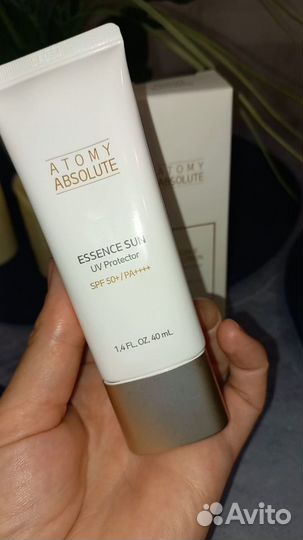 ATOMY
ABSOLUTE
ESSENCE SUN
UV Protector
SPF 50+/PA++++
1.4 FL. OZ. 40 mL
ATOMY
ABSOLUTE
Avito